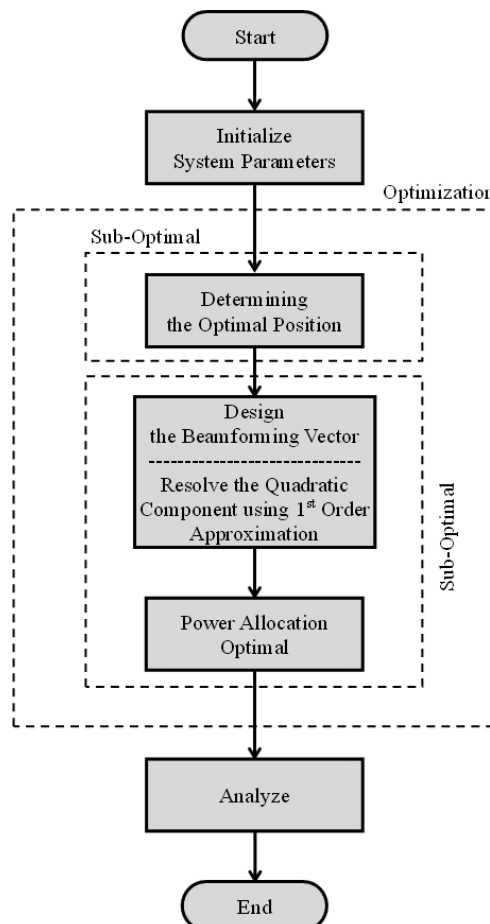 Start
Initialize
System Parameters
Optimization
Sub-Optimal
Determining
the Optimal Position
Design
the Beamforming Vector
Resolve the Quadratic
Component using 1st Order
Approximation
Sub-Optimal
Power Allocation
Optimal
Analyze
End